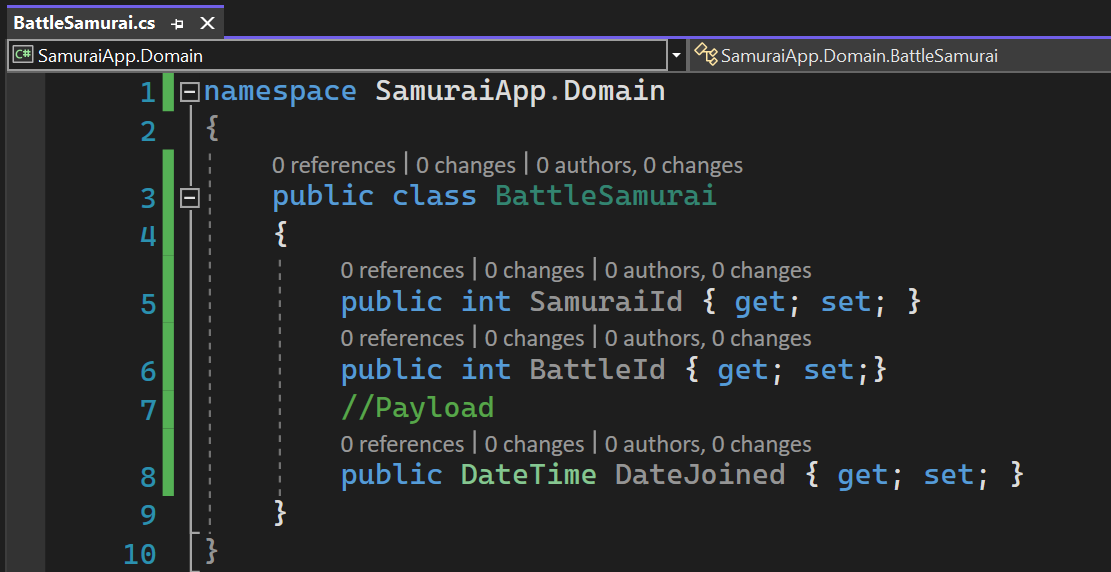 BattleSamurai.cs
C# SamuraiApp.Domain
SamuraiApp.Domain.BattleSamurai
1 namespace SamuraiApp.Domain
2 {
0 references | 0 changes | 0 authors, 0 changes
3 public class BattleSamurai
4 {
0 references | 0 changes | 0 authors, 0 changes
5 public int SamuraiId { get; set; }
0 references | 0 changes | 0 authors, 0 changes
6 public int BattleId { get; set;}
7 //Payload
0 references | 0 changes | 0 authors, 0 changes
8 public DateTime DateJoined { get; set; }
9 }
10 }